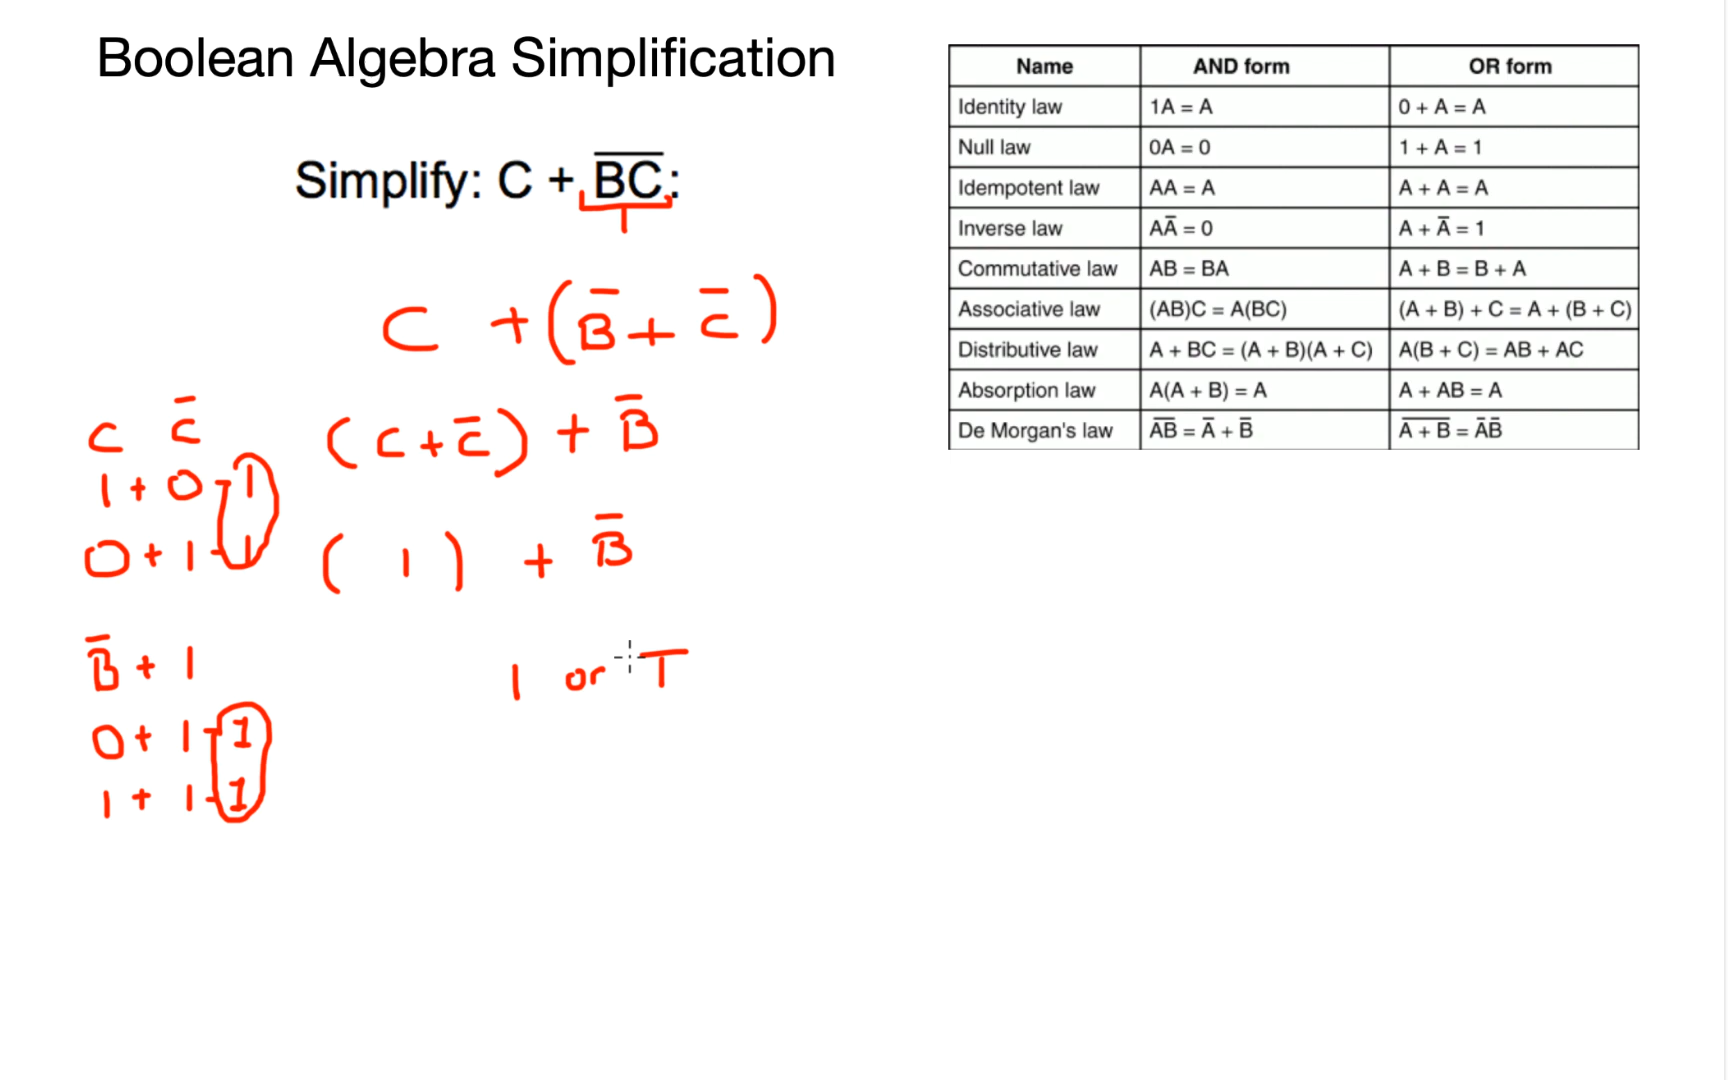 Boolean Algebra Simplification
Simplify: C + B̅C̅:
C + (B̅ + C̅)
(C + C̅) + B̅
(1) + B̅
1 or T
C C̅
1 + 0 - 1
0 + 1 - 1
B̅ + 1
0 + 1 - 1
1 + 1 - 1
Name AND form OR form
Identity law 1A = A 0 + A = A
Null law 0A = 0 1 + A = 1
Idempotent law AA = A A + A = A
Inverse law AA̅ = 0 A + A̅ = 1
Commutative law AB = BA A + B = B + A
Associative law (AB)C = A(BC) (A + B) + C = A + (B + C)
Distributive law A + BC = (A + B)(A + C) A(B + C) = AB + AC
Absorption law A(A + B) = A A + AB = A
De Morgan's law A̅B̅ = A̅ + B̅ A̅ ̅+̅ ̅B̅ = A̅B̅